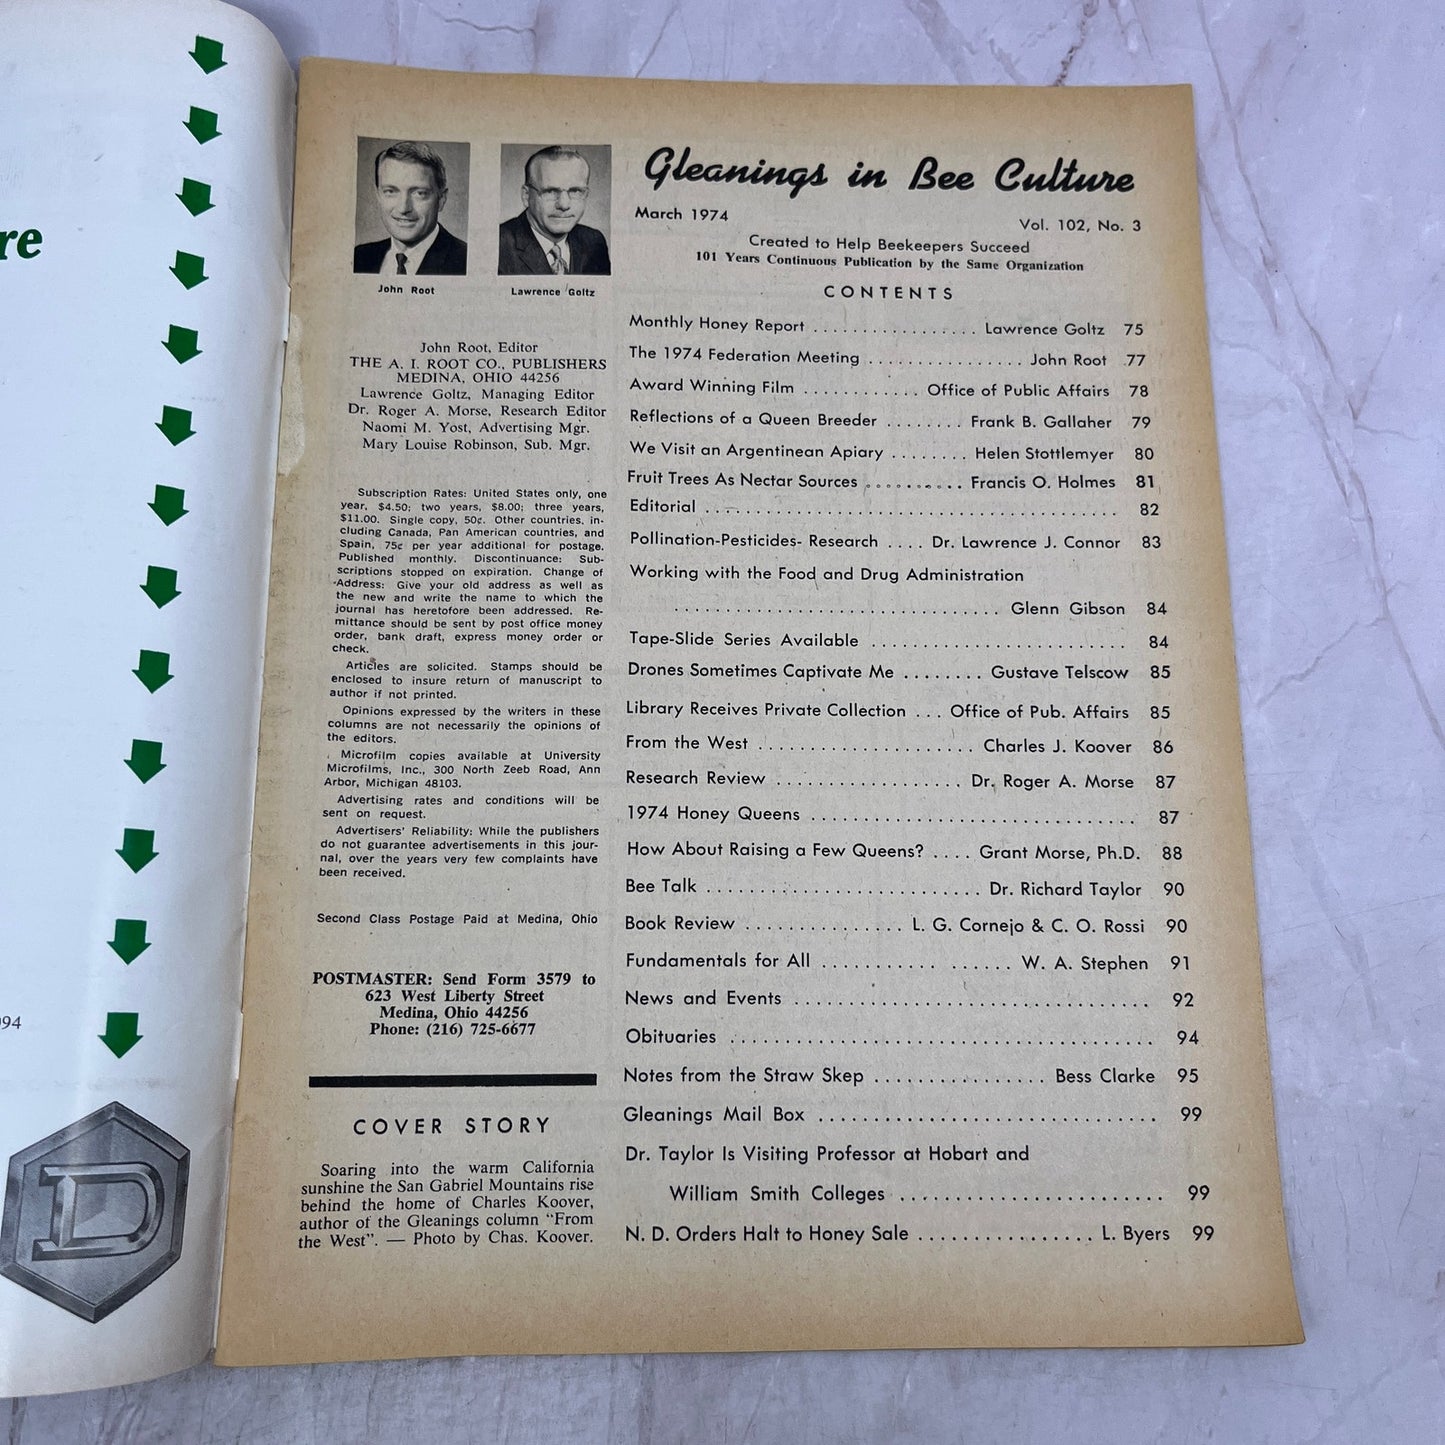 re
094
D
John Root
Lawrence Goltz
John Root, Editor
THE A. I. ROOT CO., PUBLISHERS
MEDINA, OHIO 44256
Lawrence Goltz, Managing Editor
Dr. Roger A. Morse, Research Editor
Naomi M. Yost, Advertising Mgr.
Mary Louise Robinson, Sub. Mgr.
Subscription Rates: United States only, one
year, $4.50; two years, $8.00; three years,
$11.00. Single copy, 50¢. Other countries, in-
cluding Canada, Pan American countries, and
Spain, 75¢ per year additional for postage.
Published monthly. Discontinuance: Sub-
scriptions stopped on expiration. Change of
Address: Give your old address as well as
the new and write the name to which the
journal has heretofore been addressed. Re-
mittance should be sent by post office money
order, bank draft, express money order or
check.
Articles are solicited. Stamps should be
enclosed to insure return of manuscript to
author if not printed.
Opinions expressed by the writers in these
columns are not necessarily the opinions of
the editors.
Microfilm copies available at University
Microfilms, Inc., 300 North Zeeb Road, Ann
Arbor, Michigan 48103.
Advertising rates and conditions will be
sent on request.
Advertisers' Reliability: While the publishers
do not guarantee advertisements in this jour-
nal, over the years very few complaints have
been received.
Second Class Postage Paid at Medina, Ohio
POSTMASTER: Send Form 3579 to
623 West Liberty Street
Medina, Ohio 44256
Phone: (216) 725-6677
COVER STORY
Soaring into the warm California
sunshine the San Gabriel Mountains rise
behind the home of Charles Koover,
author of the Gleanings column "From
the West". — Photo by Chas. Koover.
Gleanings in Bee Culture
March 1974 Vol. 102, No. 3
Created to Help Beekeepers Succeed
101 Years Continuous Publication by the Same Organization
CONTENTS
Monthly Honey Report ................. Lawrence Goltz 75
The 1974 Federation Meeting ................ John Root 77
Award Winning Film ............ Office of Public Affairs 78
Reflections of a Queen Breeder ........ Frank B. Gallaher 79
We Visit an Argentinean Apiary ........ Helen Stottlemyer 80
Fruit Trees As Nectar Sources .......... Francis O. Holmes 81
Editorial ........................................ 82
Pollination-Pesticides- Research .... Dr. Lawrence J. Connor 83
Working with the Food and Drug Administration
................................. Glenn Gibson 84
Tape-Slide Series Available .......................... 84
Drones Sometimes Captivate Me ........ Gustave Telscow 85
Library Receives Private Collection ... Office of Pub. Affairs 85
From the West ...................... Charles J. Koover 86
Research Review .................. Dr. Roger A. Morse 87
1974 Honey Queens ................................ 87
How About Raising a Few Queens? .... Grant Morse, Ph.D. 88
Bee Talk .......................... Dr. Richard Taylor 90
Book Review ............... L. G. Cornejo & C. O. Rossi 90
Fundamentals for All ........... ...... W. A. Stephen 91
News and Events .................................. 92
Obituaries ....................................... 94
Notes from the Straw Skep ................ Bess Clarke 95
Gleanings Mail Box ................................ 99
Dr. Taylor Is Visiting Professor at Hobart and
William Smith Colleges ......................... 99
N. D. Orders Halt to Honey Sale ................ L. Byers 99